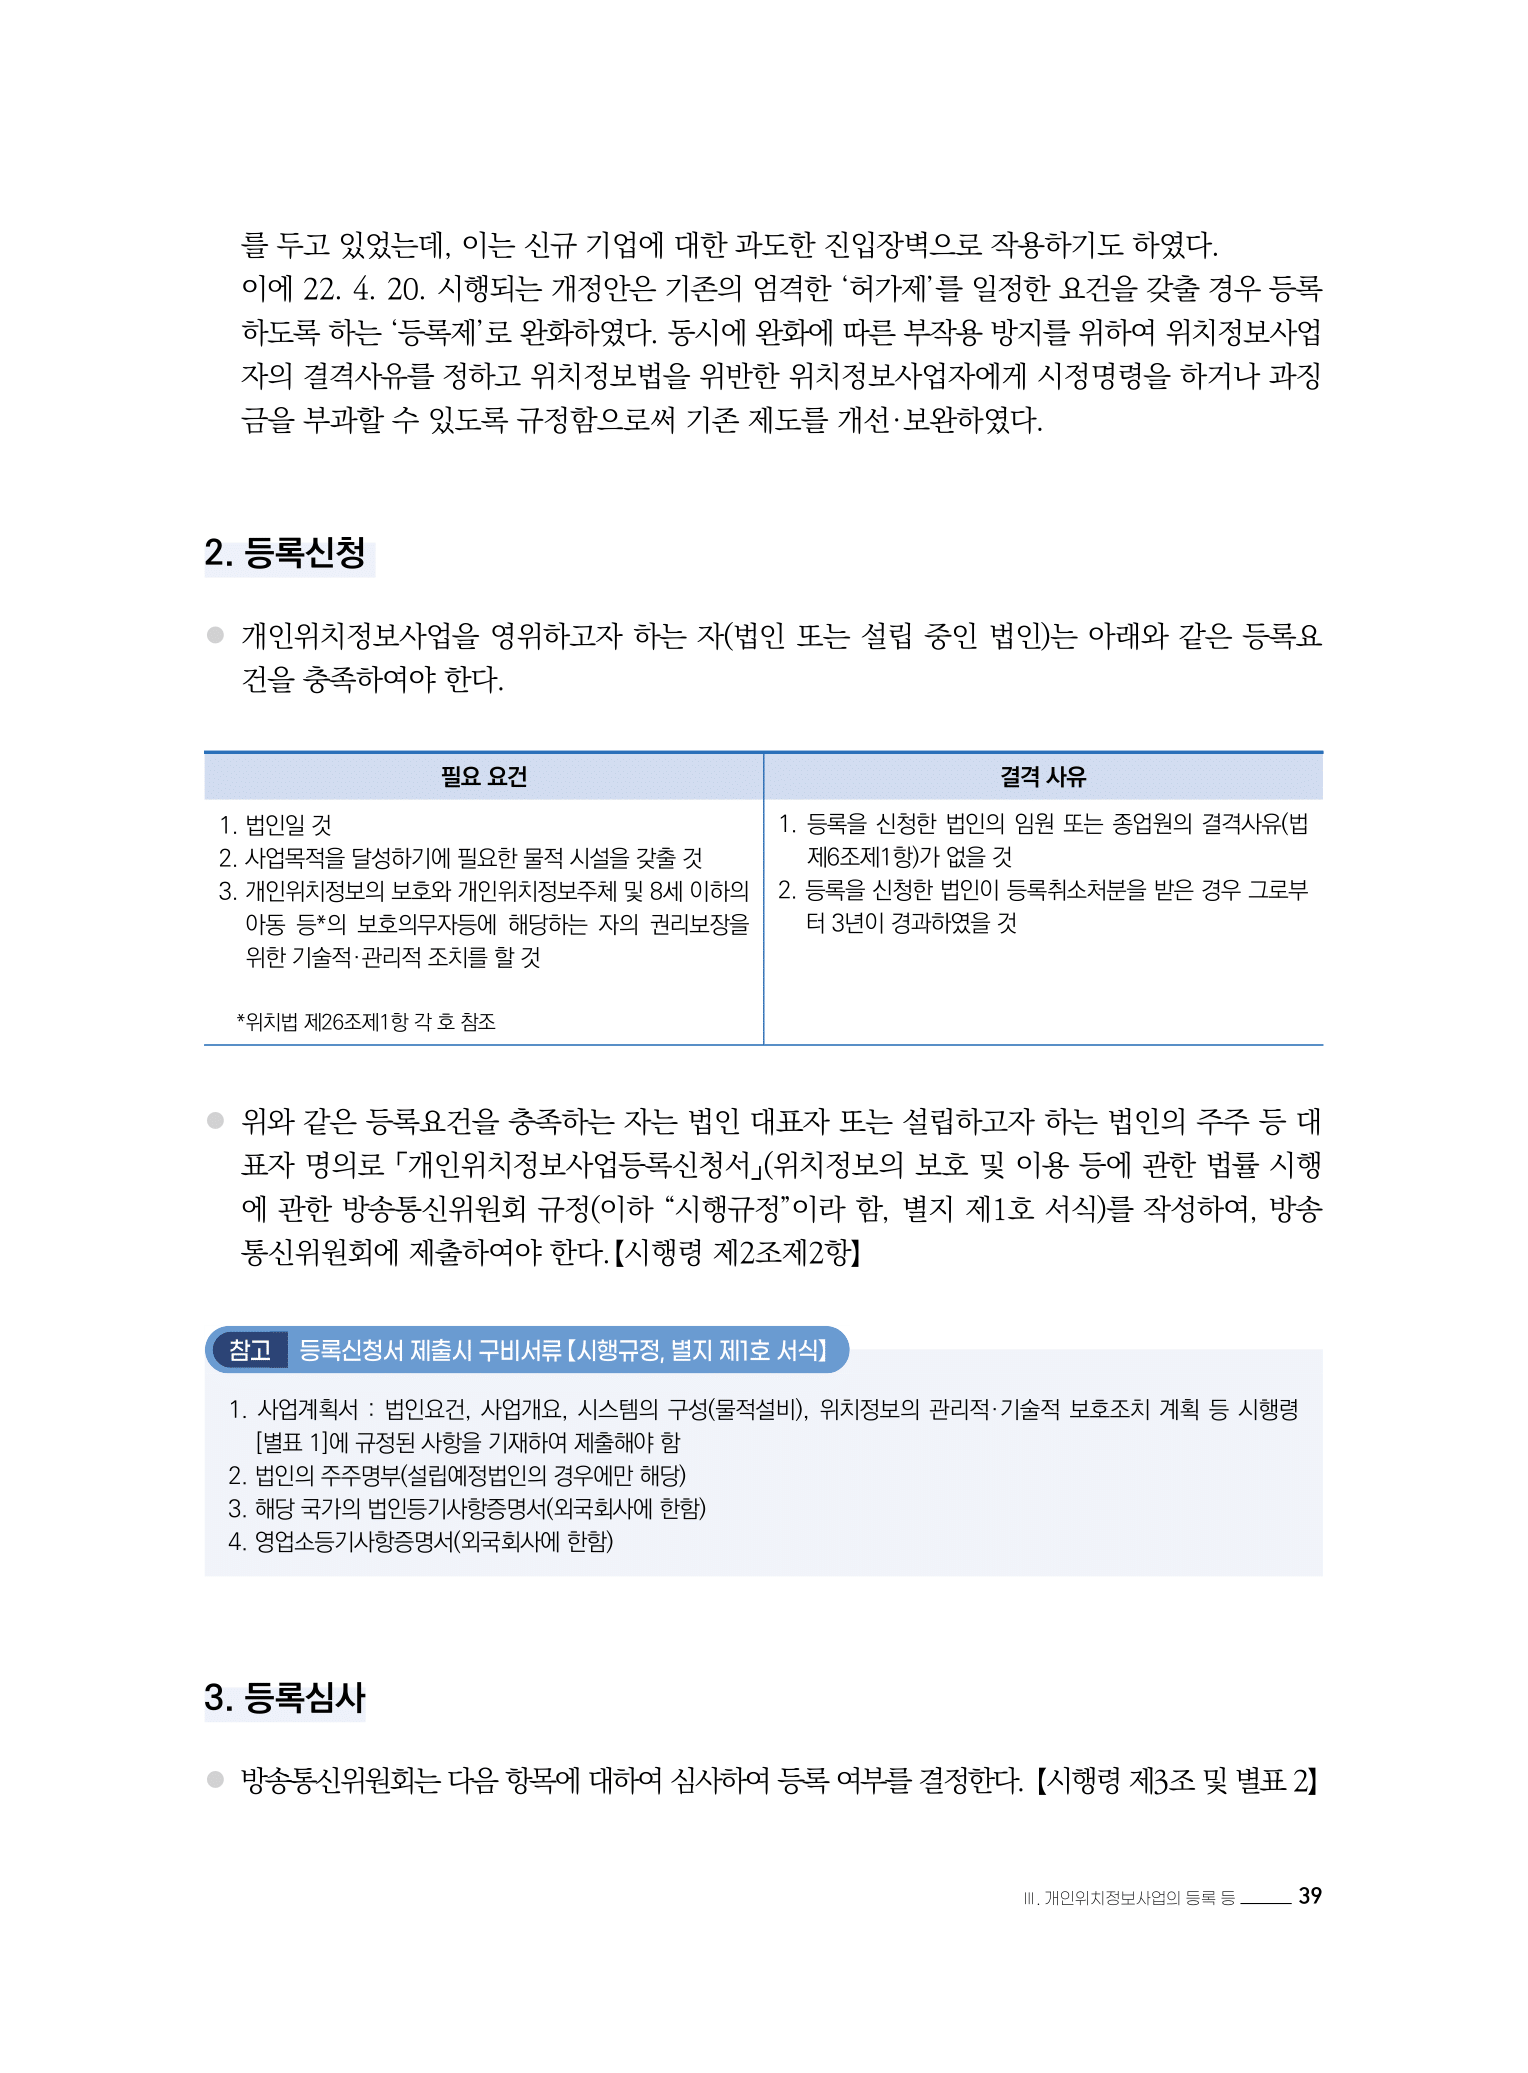 를 두고 있었는데, 이는 신규 기업에 대한 과도한 진입장벽으로 작용하기도 하였다.
이에 22. 4. 20. 시행되는 개정안은 기존의 엄격한 ‘허가제’를 일정한 요건을 갖출 경우 등록
하도록 하는 ‘등록제’로 완화하였다. 동시에 완화에 따른 부작용 방지를 위하여 위치정보사업
자의 결격사유를 정하고 위치정보법을 위반한 위치정보사업자에게 시정명령을 하거나 과징
금을 부과할 수 있도록 규정함으로써 기존 제도를 개선·보완하였다.
2. 등록신청
● 개인위치정보사업을 영위하고자 하는 자(법인 또는 설립 중인 법인)는 아래와 같은 등록요
건을 충족하여야 한다.
필요 요건
1. 법인일 것
2. 사업목적을 달성하기에 필요한 물적 시설을 갖출 것
3. 개인위치정보의 보호와 개인위치정보주체 및 8세 이하의
아동 등*의 보호의무자등에 해당하는 자의 권리보장을
위한 기술적·관리적 조치를 할 것
*위치법 제26조제1항 각 호 참조
결격 사유
1. 등록을 신청한 법인의 임원 또는 종업원의 결격사유(법
제6조제1항)가 없을 것
2. 등록을 신청한 법인이 등록취소처분을 받은 경우 그로부
터 3년이 경과하였을 것
● 위와 같은 등록요건을 충족하는 자는 법인 대표자 또는 설립하고자 하는 법인의 주주 등 대
표자 명의로 「개인위치정보사업등록신청서」(위치정보의 보호 및 이용 등에 관한 법률 시행
에 관한 방송통신위원회 규정(이하 “시행규정”이라 함, 별지 제1호 서식)를 작성하여, 방송
통신위원회에 제출하여야 한다.【시행령 제2조제2항】
참고 등록신청서 제출시 구비서류【시행규정, 별지 제1호 서식】
1. 사업계획서 : 법인요건, 사업개요, 시스템의 구성(물적설비), 위치정보의 관리적·기술적 보호조치 계획 등 시행령
[별표 1]에 규정된 사항을 기재하여 제출해야 함
2. 법인의 주주명부(설립예정법인의 경우에만 해당)
3. 해당 국가의 법인등기사항증명서(외국회사에 한함)
4. 영업소등기사항증명서(외국회사에 한함)
3. 등록심사
● 방송통신위원회는 다음 항목에 대하여 심사하여 등록 여부를 결정한다. 【시행령 제3조 및 별표 2】
Ⅲ. 개인위치정보사업의 등록 등 39